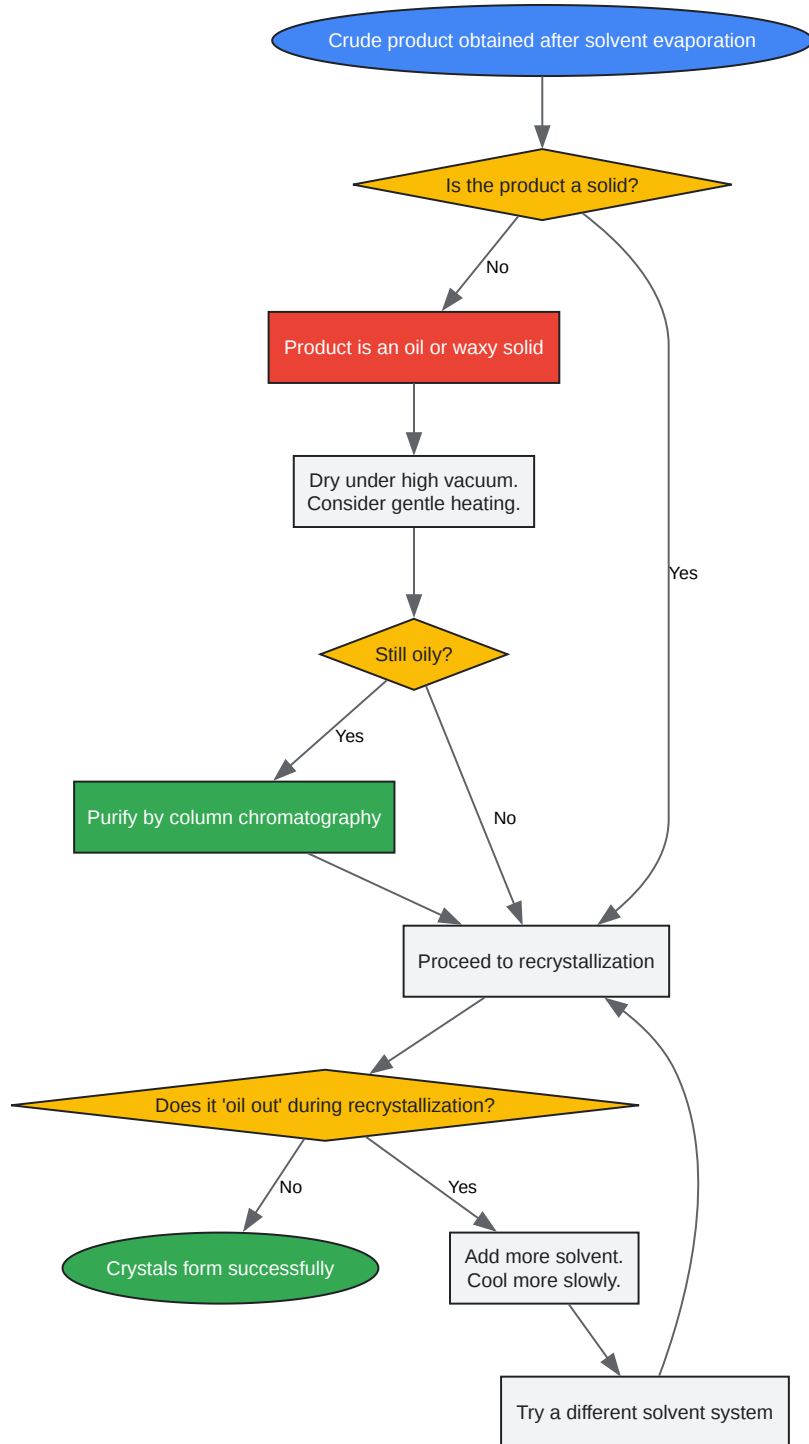 Crude product obtained after solvent evaporation
Is the product a solid?
No
Product is an oil or waxy solid
Dry under high vacuum.
Consider gentle heating.
Yes
Still oily?
Yes
Purify by column chromatography
No
Proceed to recrystallization
Does it 'oil out' during recrystallization?
No
Yes
Crystals form successfully
Add more solvent.
Cool more slowly.
Try a different solvent system